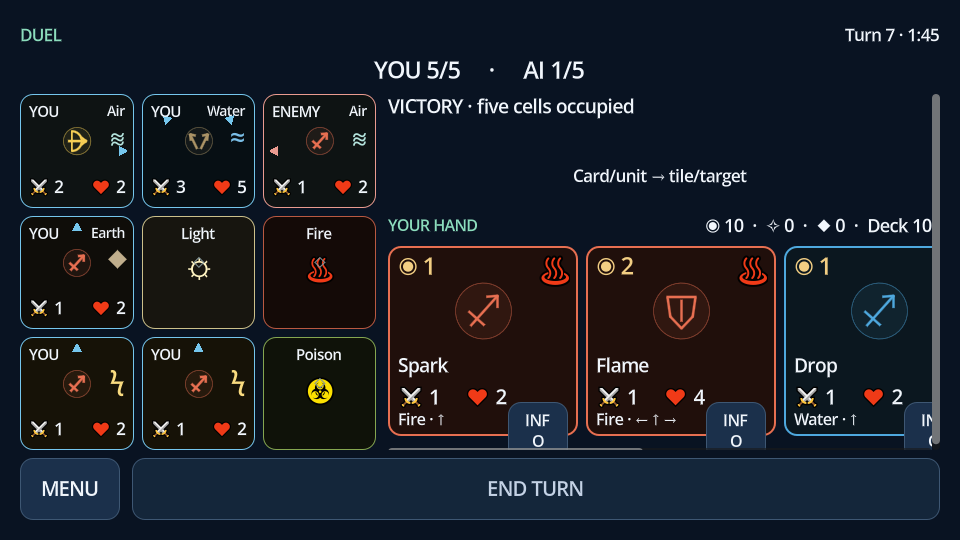 DUEL
Turn 7 · 1:45
YOU 5/5 · AI 1/5
YOU Air
2 2
YOU Water
3 5
ENEMY Air
1 2
VICTORY · five cells occupied
Card/unit → tile/target
YOU Earth
1 2
Light
Fire
YOUR HAND
10 · 0 · 0 · Deck 10
YOU
1 2
YOU
1 2
Poison
1
Spark
1 2
Fire · ↑
INF
O
2
Flame
1 4
Fire · ← ↑ →
INF
O
1
Drop
1 2
Water · ↑
MENU
END TURN